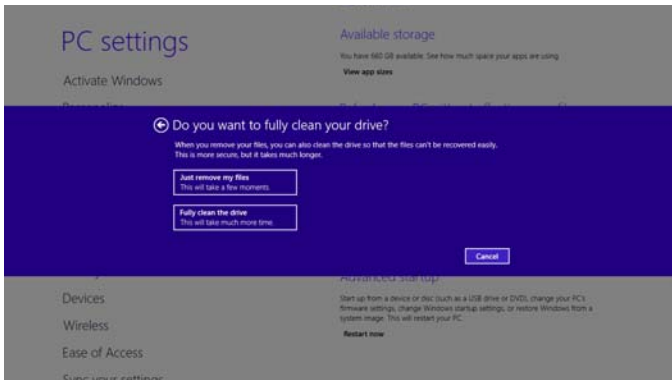 PC settings
Activate Windows
Available storage
You have 660 GB available. See how much space your apps are using.
View app sizes
Do you want to fully clean your drive?
When you remove your files, you can also clean the drive so that the files can't be recovered easily.
This is more secure, but it takes much longer.
Just remove my files
This will take a few moments.
Fully clean the drive
This will take much more time.
Cancel
Devices
Wireless
Ease of Access
Sync your settings
Advanced startup
Start up from a device or disc (such as a USB drive or DVD), change your PC's
firmware settings, change Windows startup settings, or restore Windows from a
system image. This will restart your PC.
Restart now